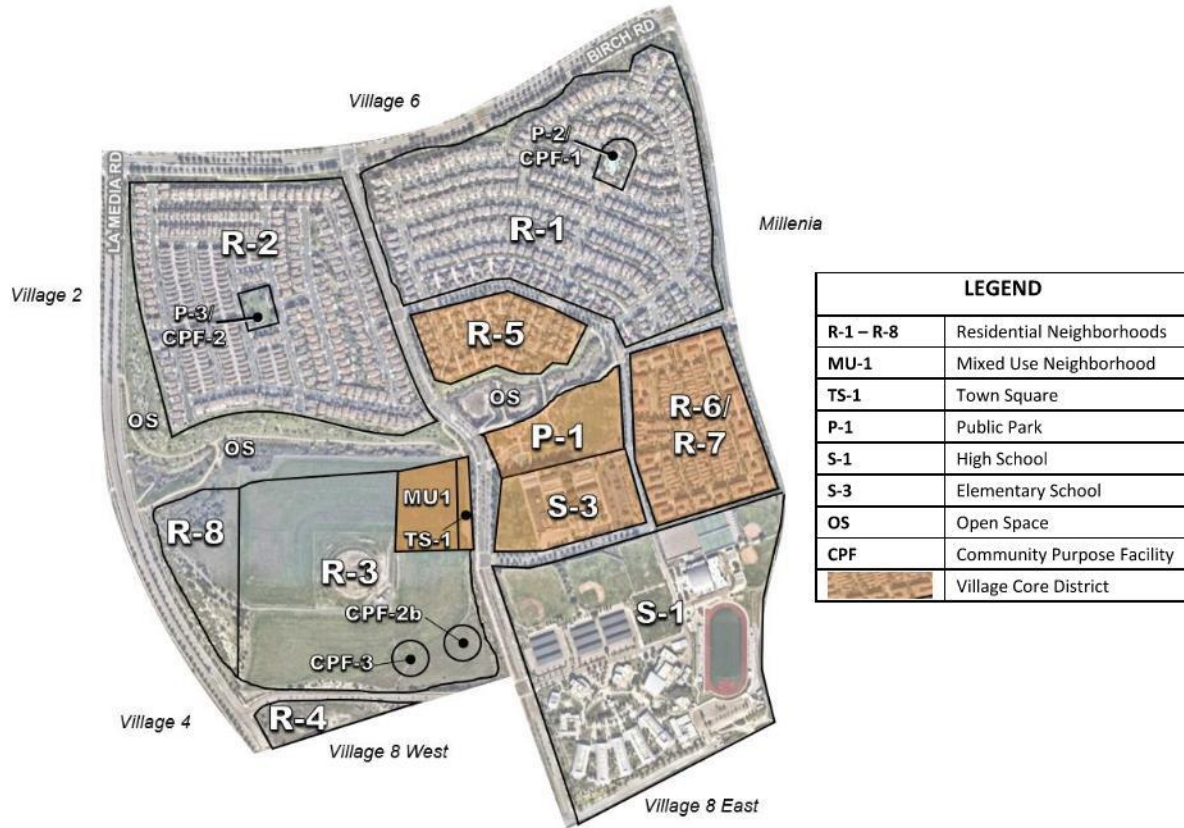 BIRCH RD
Village 6
P-2/
CPF-1
LA MEDIA RD
R-2
R-1
Millenia
Village 2
P-3/
CPF-2
R-5
OS
OS
OS
P-1
R-6/
R-7
MU1
TS-1
S-3
R-8
R-3
CPF-2b
CPF-3
S-1
R-4
Village 4
Village 8 West
Village 8 East
LEGEND
R-1 – R-8 Residential Neighborhoods
MU-1 Mixed Use Neighborhood
TS-1 Town Square
P-1 Public Park
S-1 High School
S-3 Elementary School
OS Open Space
CPF Community Purpose Facility
Village Core District